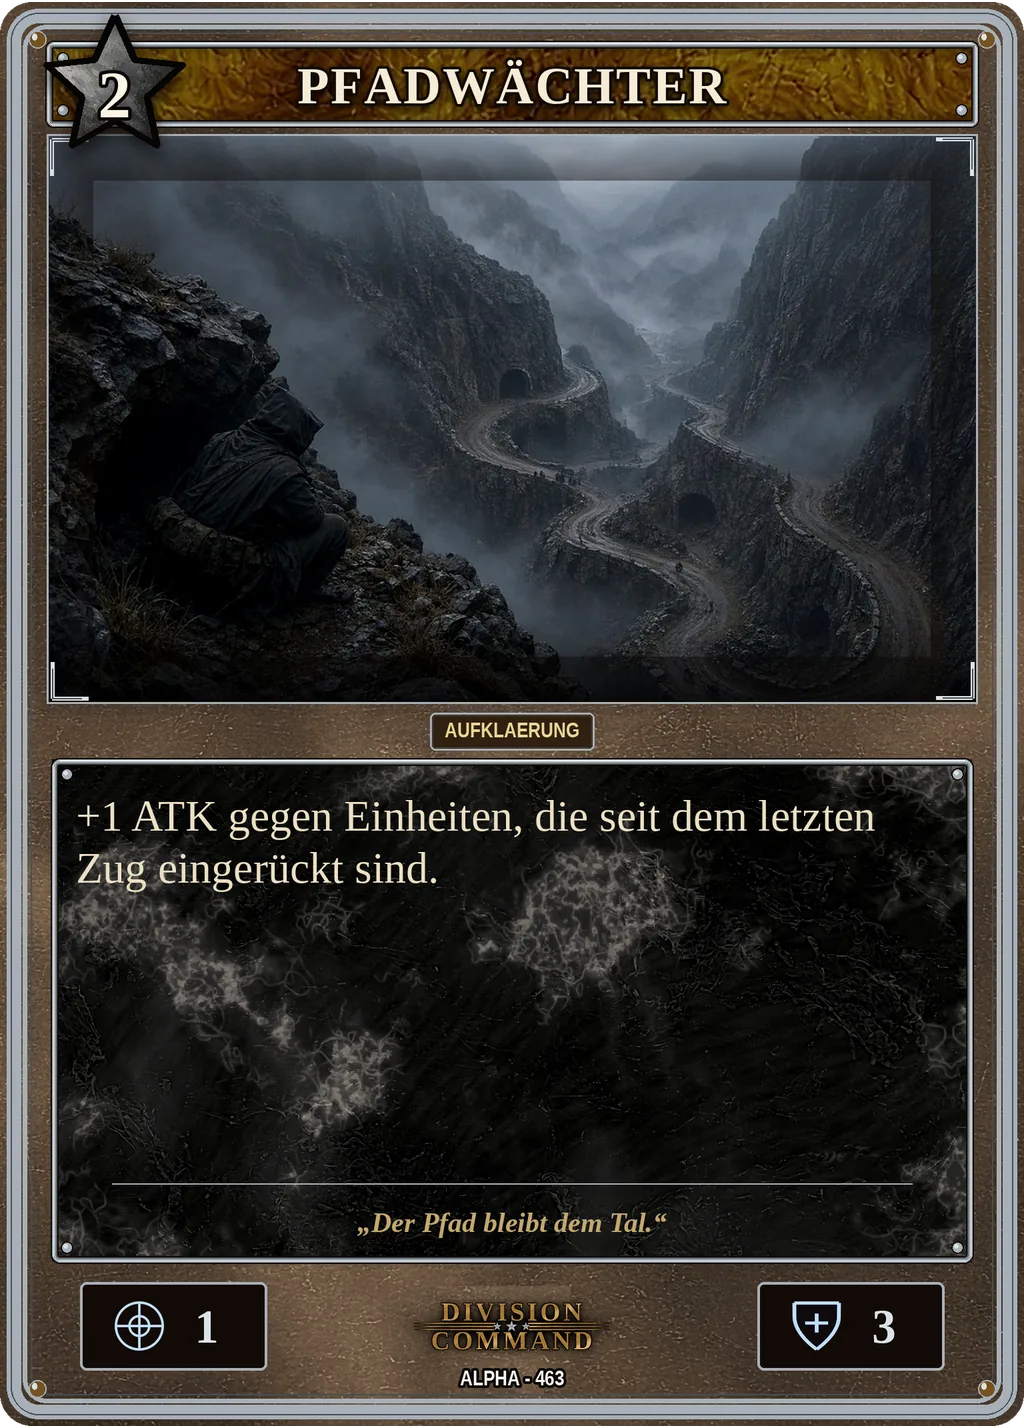 2
PFADWÄCHTER
AUFKLAERUNG
+1 ATK gegen Einheiten, die seit dem letzten
Zug eingerückt sind.
„Der Pfad bleibt dem Tal.“
1
DIVISION
COMMAND
3
ALPHA - 463